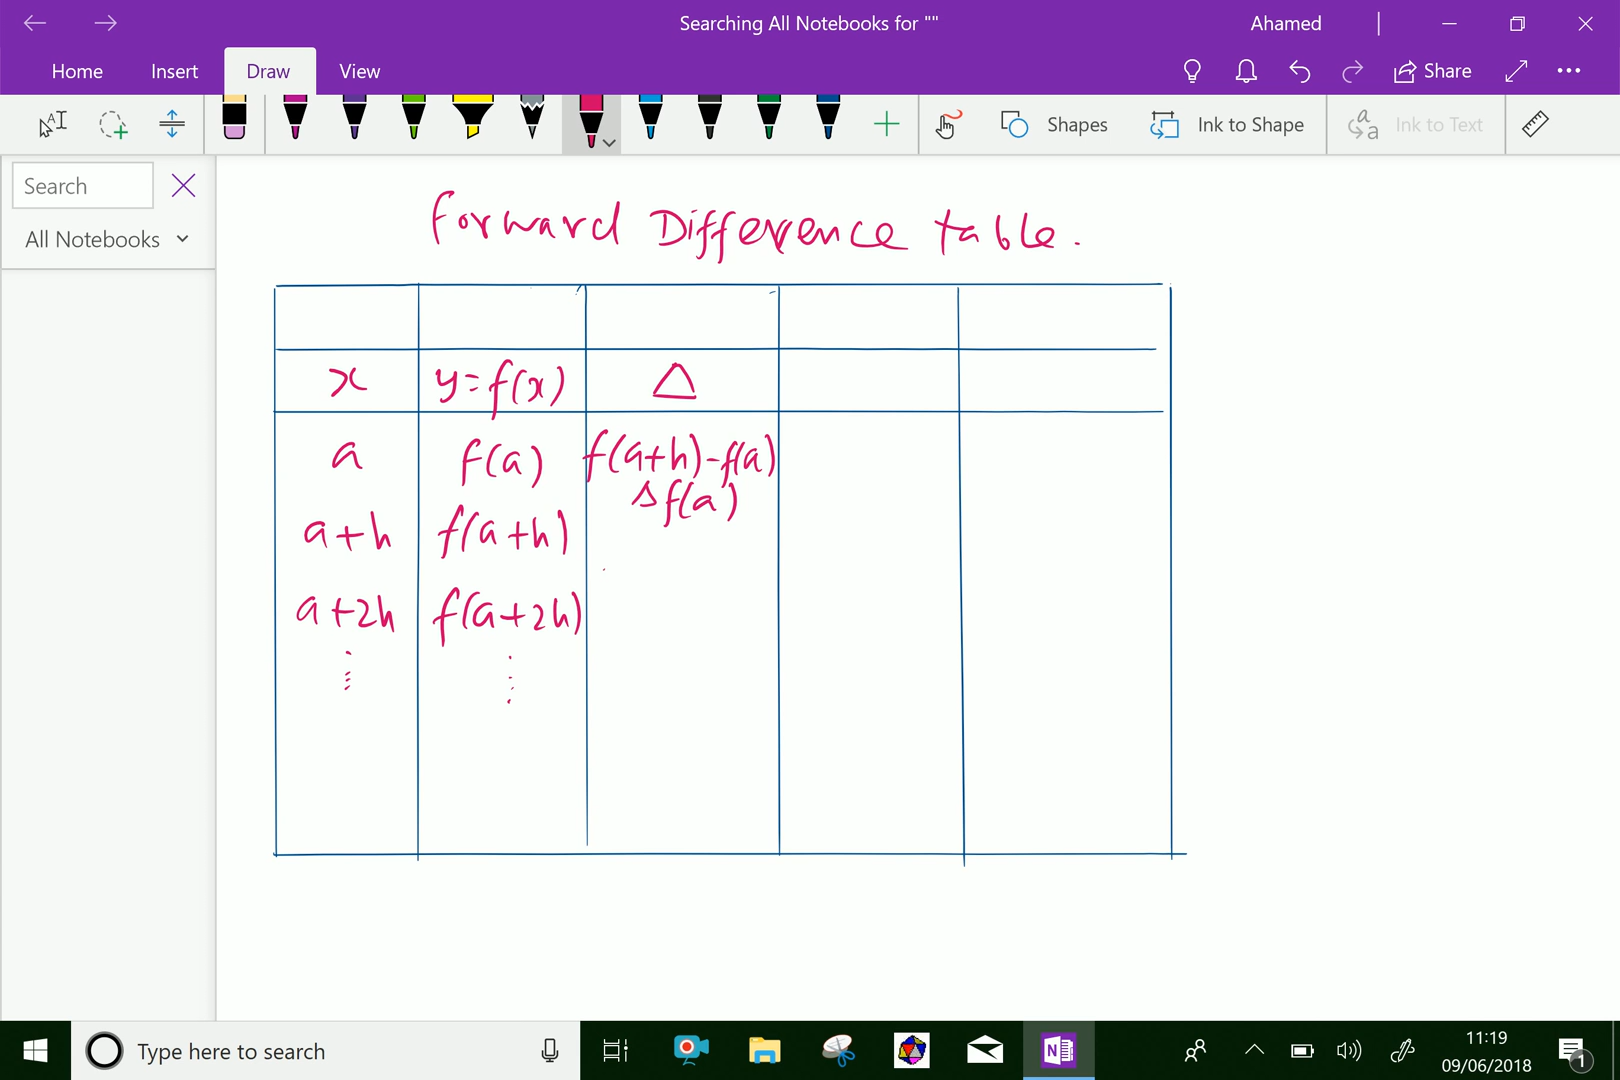 Searching All Notebooks for ""
Ahamed
Home Insert Draw View
Share
Shapes
Ink to Shape
Ink to Text
Search
All Notebooks
Forward Difference table.
x y=f(x) Δ
a f(a) f(a+h)-f(a)
Δf(a)
a+h f(a+h)
a+2h f(a+2h)
⋮ ⋮
Type here to search
11:19
09/06/2018
1